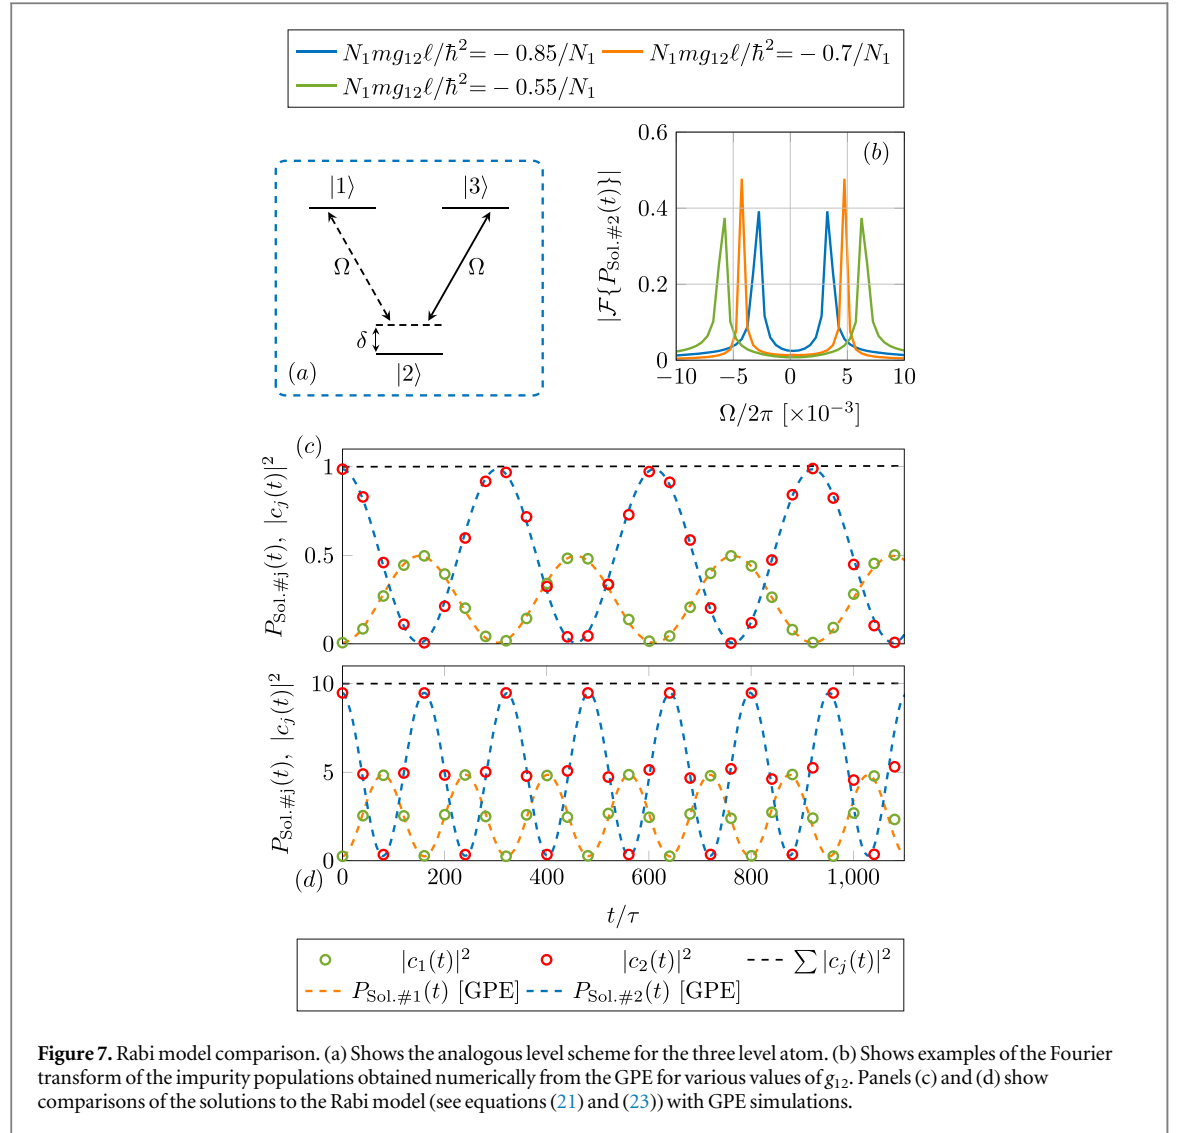 N₁mg₁₂ℓ/ħ² = − 0.85/N₁ N₁mg₁₂ℓ/ħ² = − 0.7/N₁
N₁mg₁₂ℓ/ħ² = − 0.55/N₁
|1⟩ |3⟩
Ω Ω
δ
|2⟩
(a)
(b)
|F{P_Sol.#2(t)}|
0.6
0.4
0.2
0
−10 −5 0 5 10
Ω/2π [×10⁻³]
(c)
P_Sol.#j(t), |c_j(t)|²
1
0.5
0
P_Sol.#j(t), |c_j(t)|²
10
5
0
(d)
0 200 400 600 800 1,000
t/τ
|c₁(t)|² |c₂(t)|² ∑ |c_j(t)|²
P_Sol.#1(t) [GPE] P_Sol.#2(t) [GPE]
Figure 7. Rabi model comparison. (a) Shows the analogous level scheme for the three level atom. (b) Shows examples of the Fourier
transform of the impurity populations obtained numerically from the GPE for various values of g₁₂. Panels (c) and (d) show
comparisons of the solutions to the Rabi model (see equations (21) and (23)) with GPE simulations.